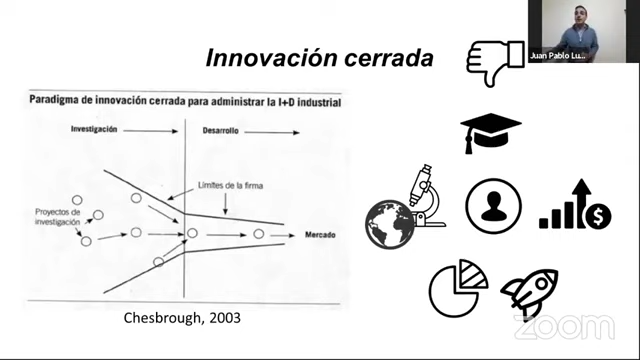 Innovación cerrada
Juan Pablo Lu...
Paradigma de innovación cerrada para administrar la I+D industrial
Investigación
Desarrollo
Límites de la firma
Proyectos de
investigación
Mercado
Chesbrough, 2003
$
zoom